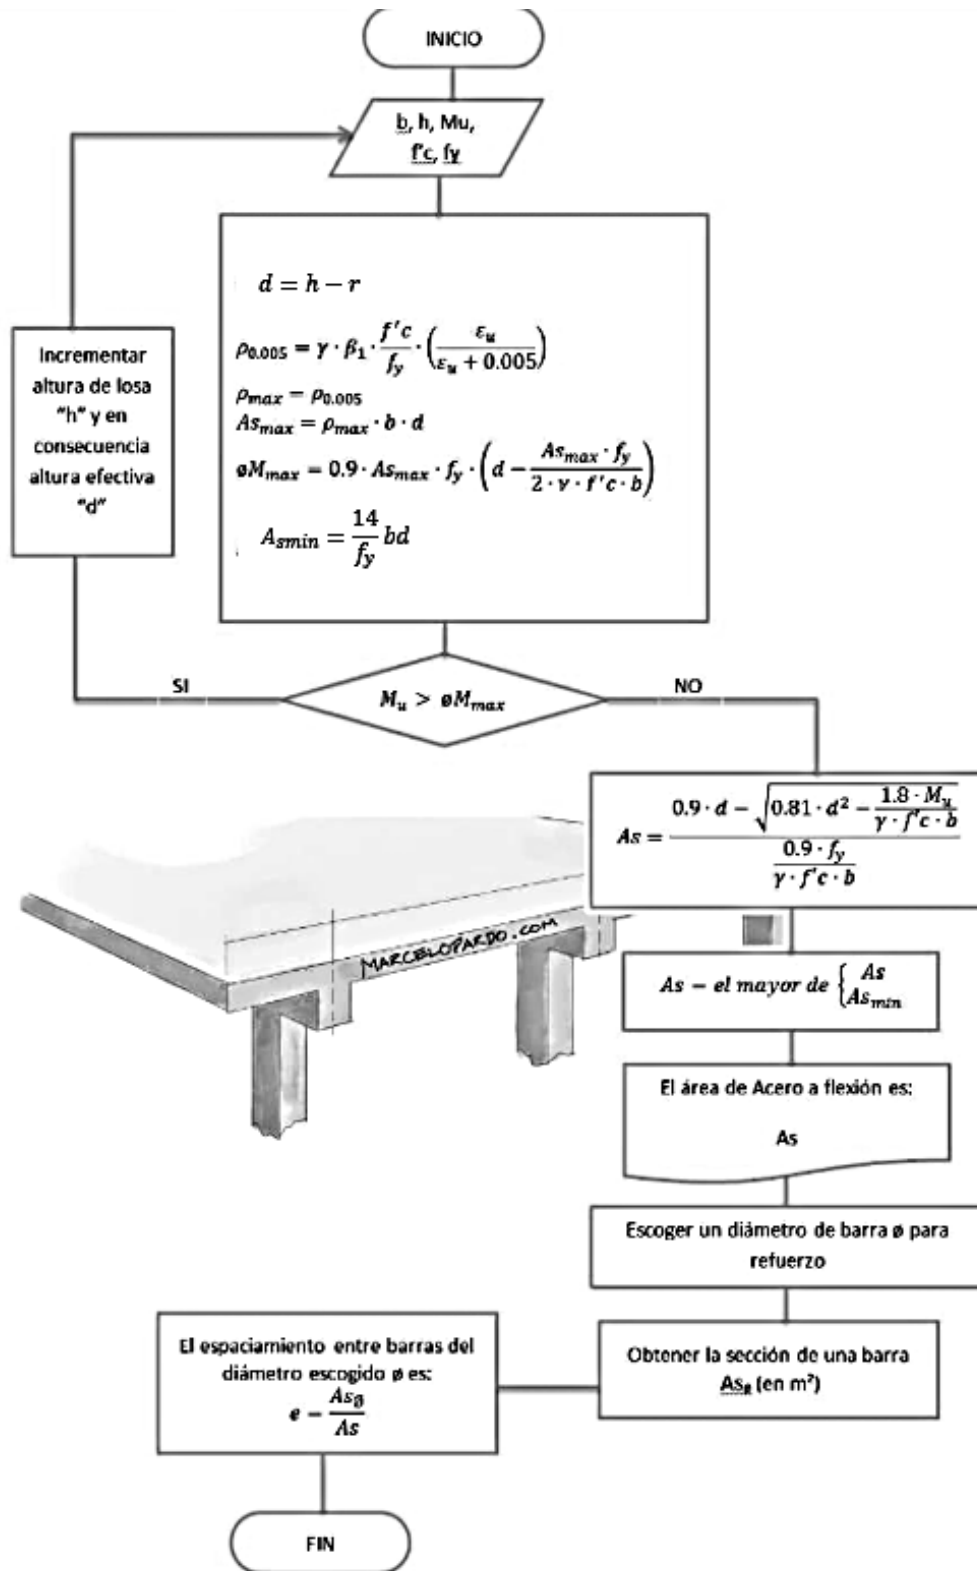 INICIO
b, h, Mu,
f'c, fy
d = h − r
ρ0.005 = γ · β1 · f'c / fy · (εu / (εu + 0.005))
ρmax = ρ0.005
Asmax = ρmax · b · d
øMmax = 0.9 · Asmax · fy · (d − Asmax · fy / (2 · γ · f'c · b))
Asmin = 14 / fy bd
Incrementar
altura de losa
"h" y en
consecuencia
altura efectiva
"d"
SI
Mu > øMmax
NO
As = (0.9 · d − √(0.81 · d² − 1.8 · Mu / (γ · f'c · b))) / (0.9 · fy / (γ · f'c · b))
MARCELOPARDO.COM
As = el mayor de { As
Asmin
El área de Acero a flexión es:
As
Escoger un diámetro de barra ø para
refuerzo
Obtener la sección de una barra
Asø (en m²)
El espaciamiento entre barras del
diámetro escogido ø es:
e = Asø / As
FIN